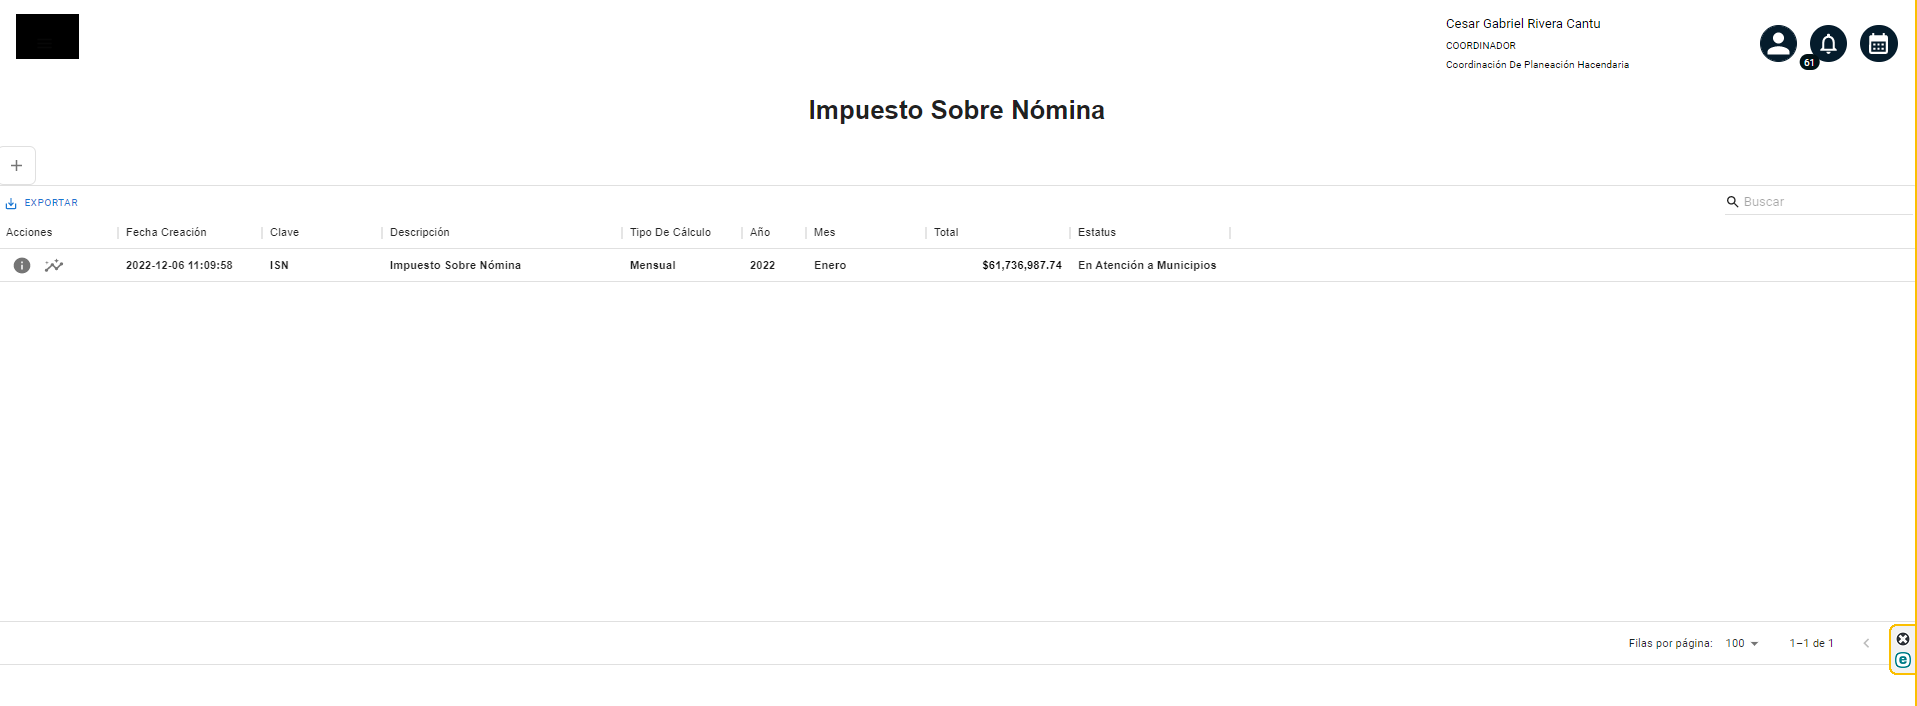 Cesar Gabriel Rivera Cantu
COORDINADOR
Coordinación De Planeación Hacendaria
61
Impuesto Sobre Nómina
EXPORTAR
Buscar
Acciones Fecha Creación Clave Descripción Tipo De Cálculo Año Mes Total Estatus
2022-12-06 11:09:58 ISN Impuesto Sobre Nómina Mensual 2022 Enero $61,736,987.74 En Atención a Municipios
Filas por página: 100 1–1 de 1